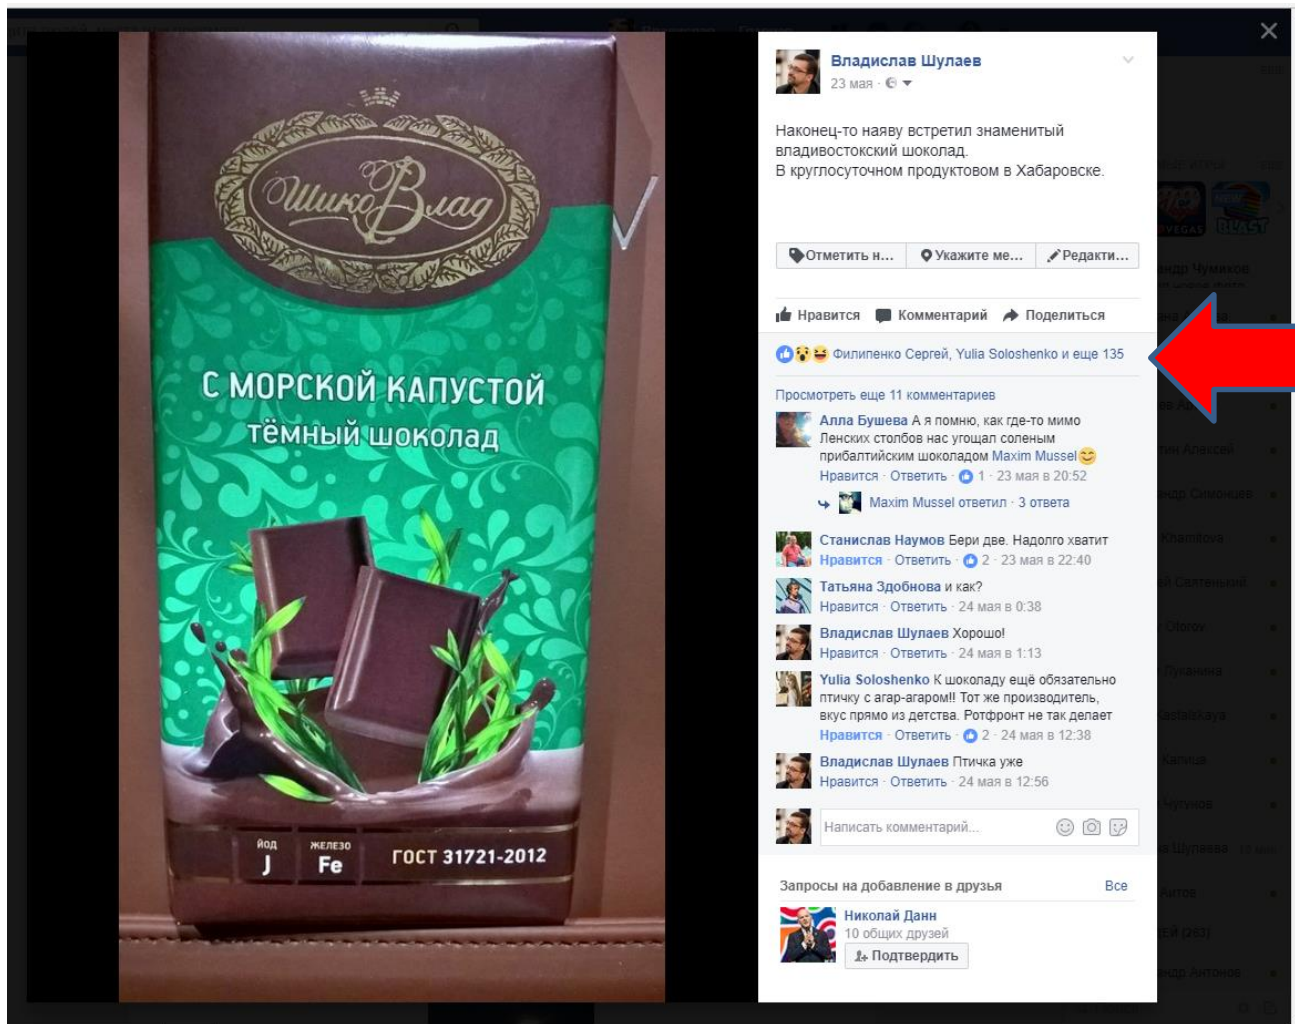 ШикоВлад
С МОРСКОЙ КАПУСТОЙ
тёмный шоколад
йод
J
железо
Fe
ГОСТ 31721-2012
Владислав Шулаев
23 мая ·
Наконец-то наяву встретил знаменитый
владивостокский шоколад.
В круглосуточном продуктовом в Хабаровске.
Отметить н...
Укажите ме...
Редакти...
Нравится
Комментарий
Поделиться
Филипенко Сергей, Yulia Soloshenko и еще 135
Просмотреть еще 11 комментариев
Алла Бушева А я помню, как где-то мимо
Ленских столбов нас угощал соленым
прибалтийским шоколадом Maxim Mussel
Нравится · Ответить · 1 · 23 мая в 20:52
Maxim Mussel ответил · 3 ответа
Станислав Наумов Бери две. Надолго хватит
Нравится · Ответить · 2 · 23 мая в 22:40
Татьяна Здобнова и как?
Нравится · Ответить · 24 мая в 0:38
Владислав Шулаев Хорошо!
Нравится · Ответить · 24 мая в 1:13
Yulia Soloshenko К шоколаду ещё обязательно
птичку с агар-агаром!! Тот же производитель,
вкус прямо из детства. Ротфронт не так делает
Нравится · Ответить · 2 · 24 мая в 12:38
Владислав Шулаев Птичка уже
Нравится · Ответить · 24 мая в 12:56
Написать комментарий...
Запросы на добавление в друзья
Все
Николай Данн
10 общих друзей
Подтвердить